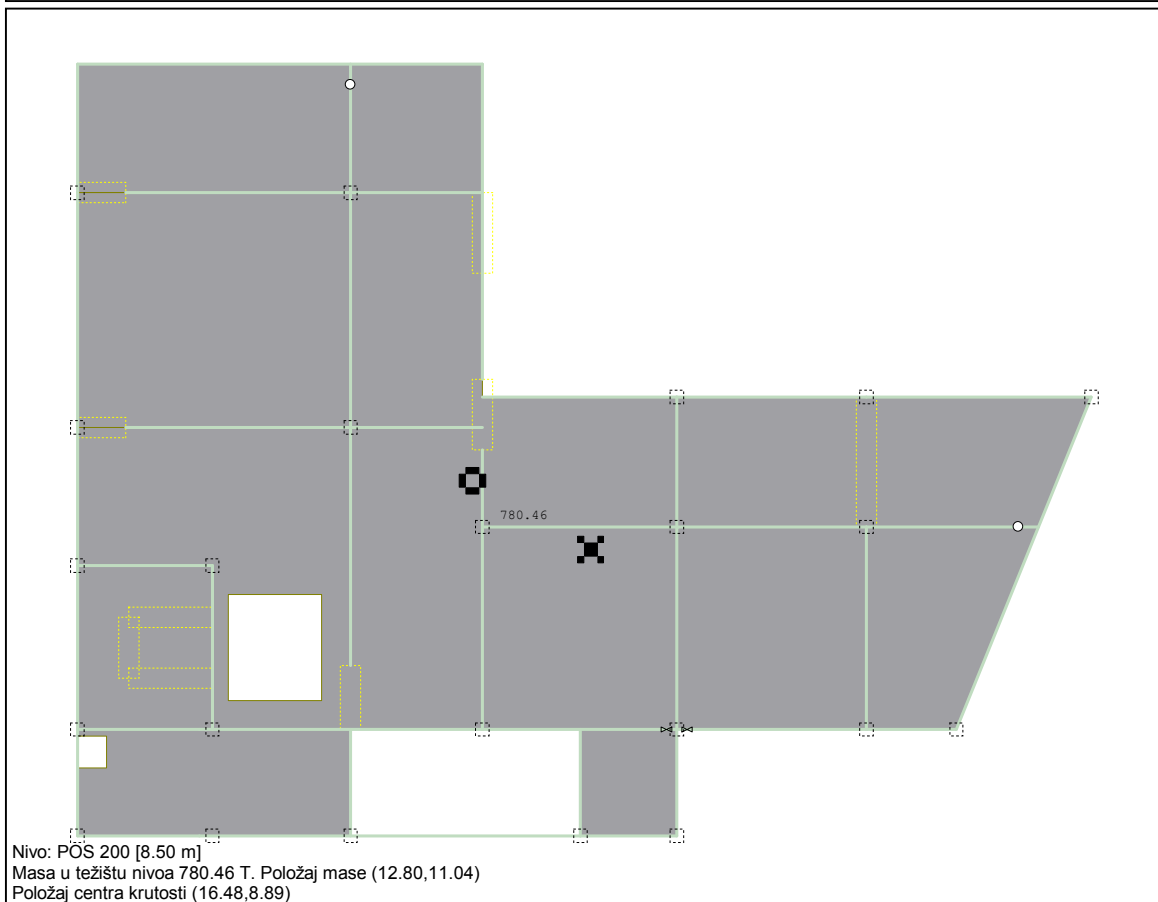 780.46
Nivo: POS 200 [8.50 m]
Masa u težištu nivoa 780.46 T. Položaj mase (12.80,11.04)
Položaj centra krutosti (16.48,8.89)